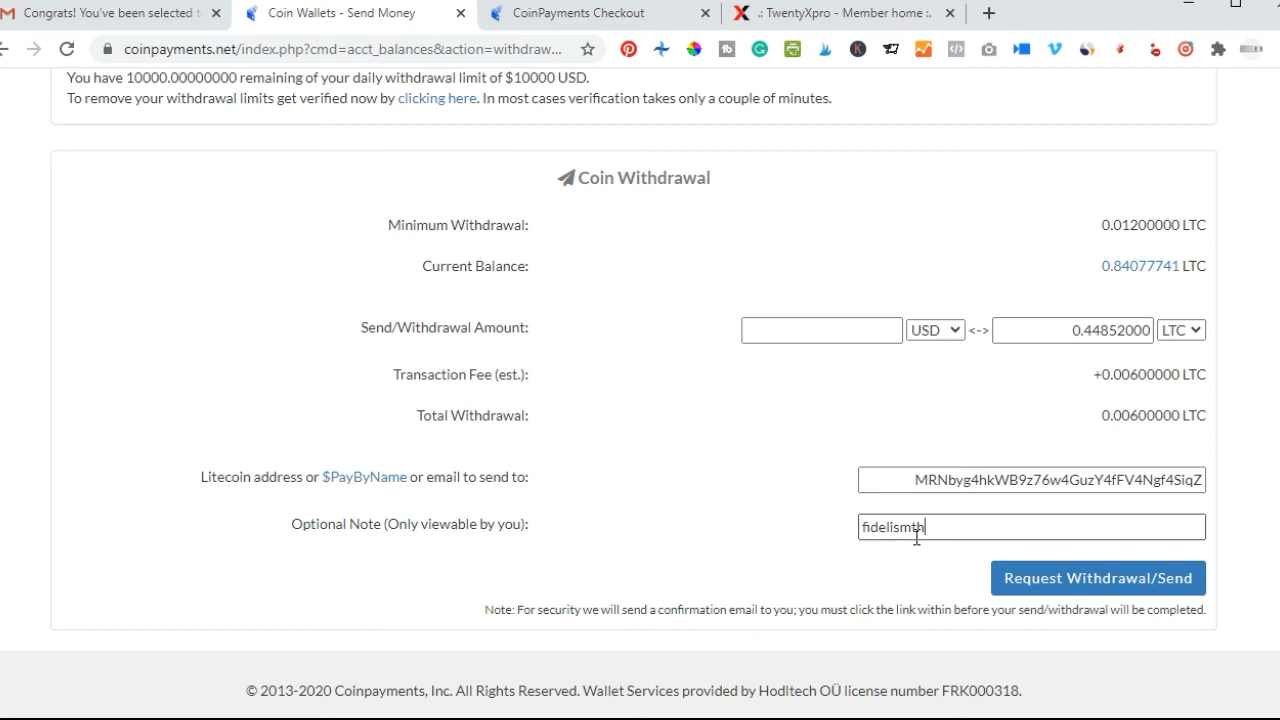 Congrats! You've been selected t
Coin Wallets - Send Money
CoinPayments Checkout
.: TwentyXpro - Member home :.
coinpayments.net/index.php?cmd=acct_balances&action=withdraw...
You have 10000.00000000 remaining of your daily withdrawal limit of $10000 USD.
To remove your withdrawal limits get verified now by clicking here. In most cases verification takes only a couple of minutes.
Coin Withdrawal
Minimum Withdrawal: 0.01200000 LTC
Current Balance: 0.84077741 LTC
Send/Withdrawal Amount: USD <-> 0.44852000 LTC
Transaction Fee (est.): +0.00600000 LTC
Total Withdrawal: 0.00600000 LTC
Litecoin address or $PayByName or email to send to: MRNbyg4hkWB9z76w4GuzY4fFV4Ngf4SiqZ
Optional Note (Only viewable by you): fidelismth
Request Withdrawal/Send
Note: For security we will send a confirmation email to you; you must click the link within before your send/withdrawal will be completed.
© 2013-2020 Coinpayments, Inc. All Rights Reserved. Wallet Services provided by Hodltech OÜ license number FRK000318.